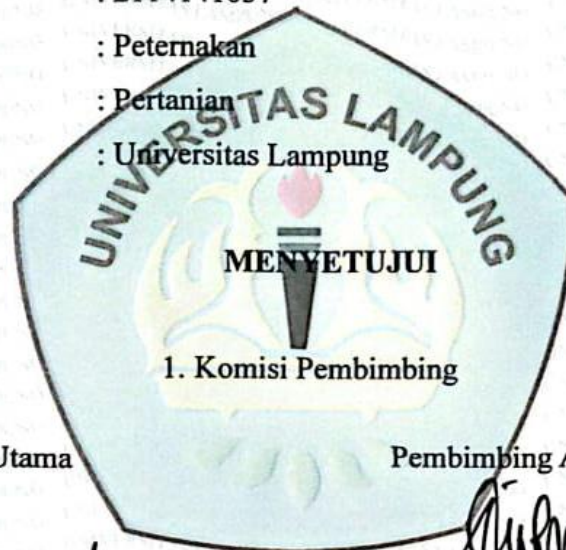 : Peternakan
: Pertanian
: Universitas Lampung
UNIVERSITAS LAMPUNG
MENYETUJUI
1. Komisi Pembimbing
Utama Pembimbing A